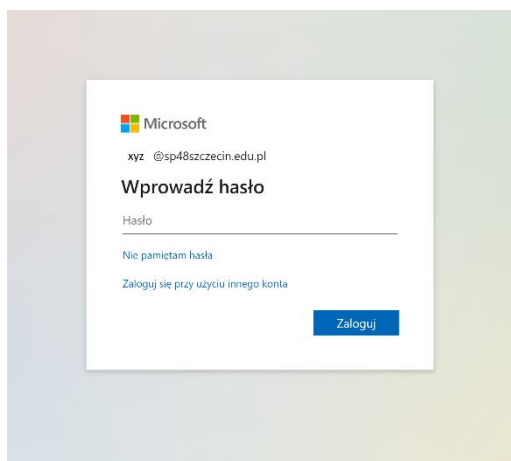 Microsoft
xyz @sp48szczecin.edu.pl
Wprowadź hasło
Hasło
Nie pamiętam hasła
Zaloguj się przy użyciu innego konta
Zaloguj